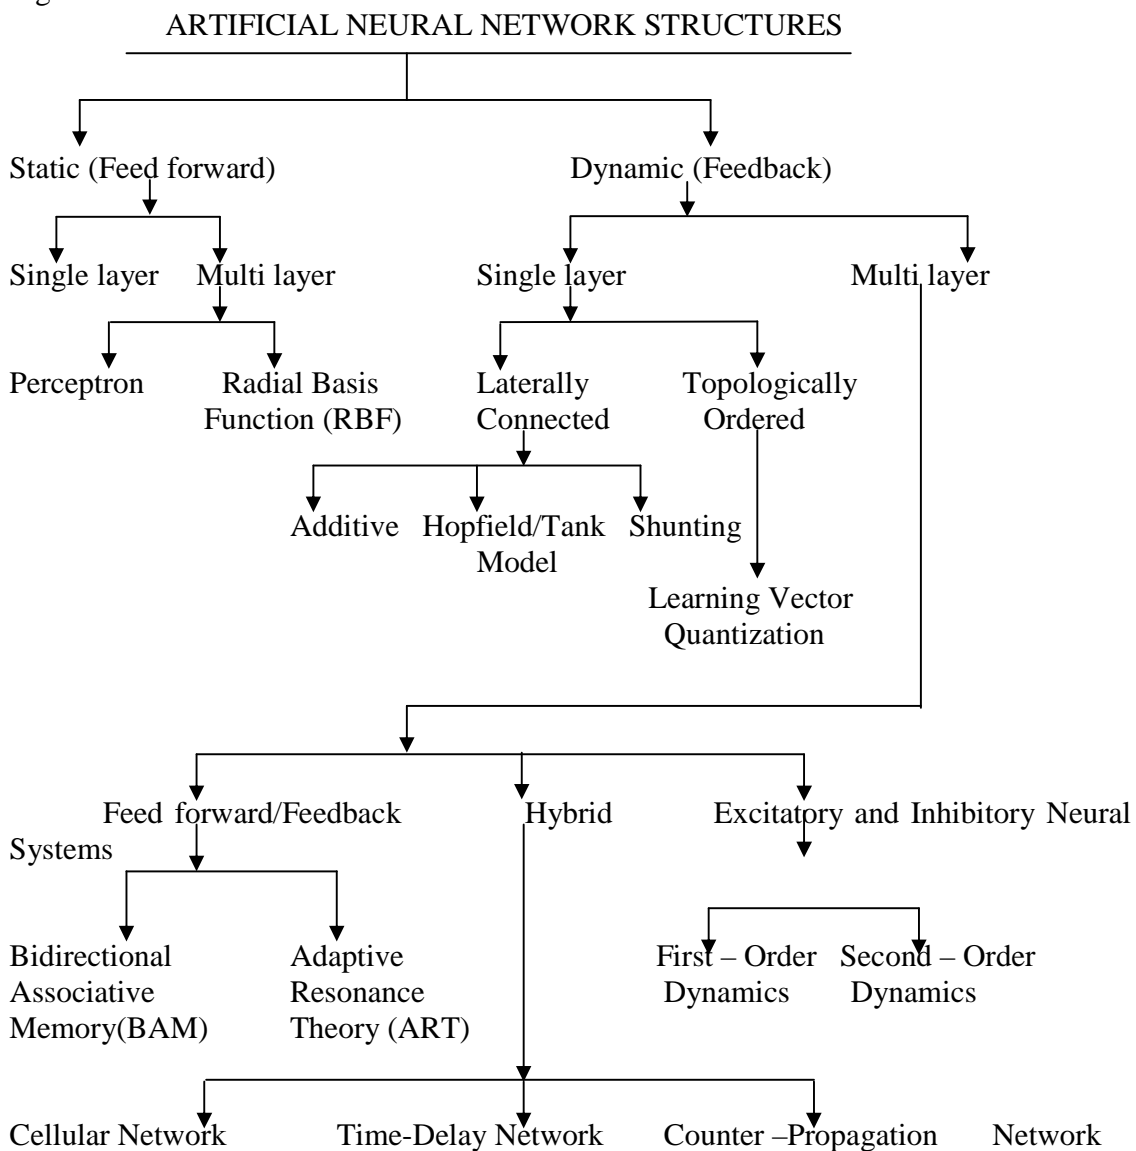 ARTIFICIAL NEURAL NETWORK STRUCTURES
Static (Feed forward) Dynamic (Feedback)
Single layer Multi layer Single layer Multi layer
Perceptron Radial Basis Laterally Topologically
Function (RBF) Connected Ordered
Additive Hopfield/Tank Shunting
Model
Learning Vector
Quantization
Feed forward/Feedback Hybrid Excitatory and Inhibitory Neural
Systems
Bidirectional Adaptive First – Order Second – Order
Associative Resonance Dynamics Dynamics
Memory(BAM) Theory (ART)
Cellular Network Time-Delay Network Counter –Propagation Network